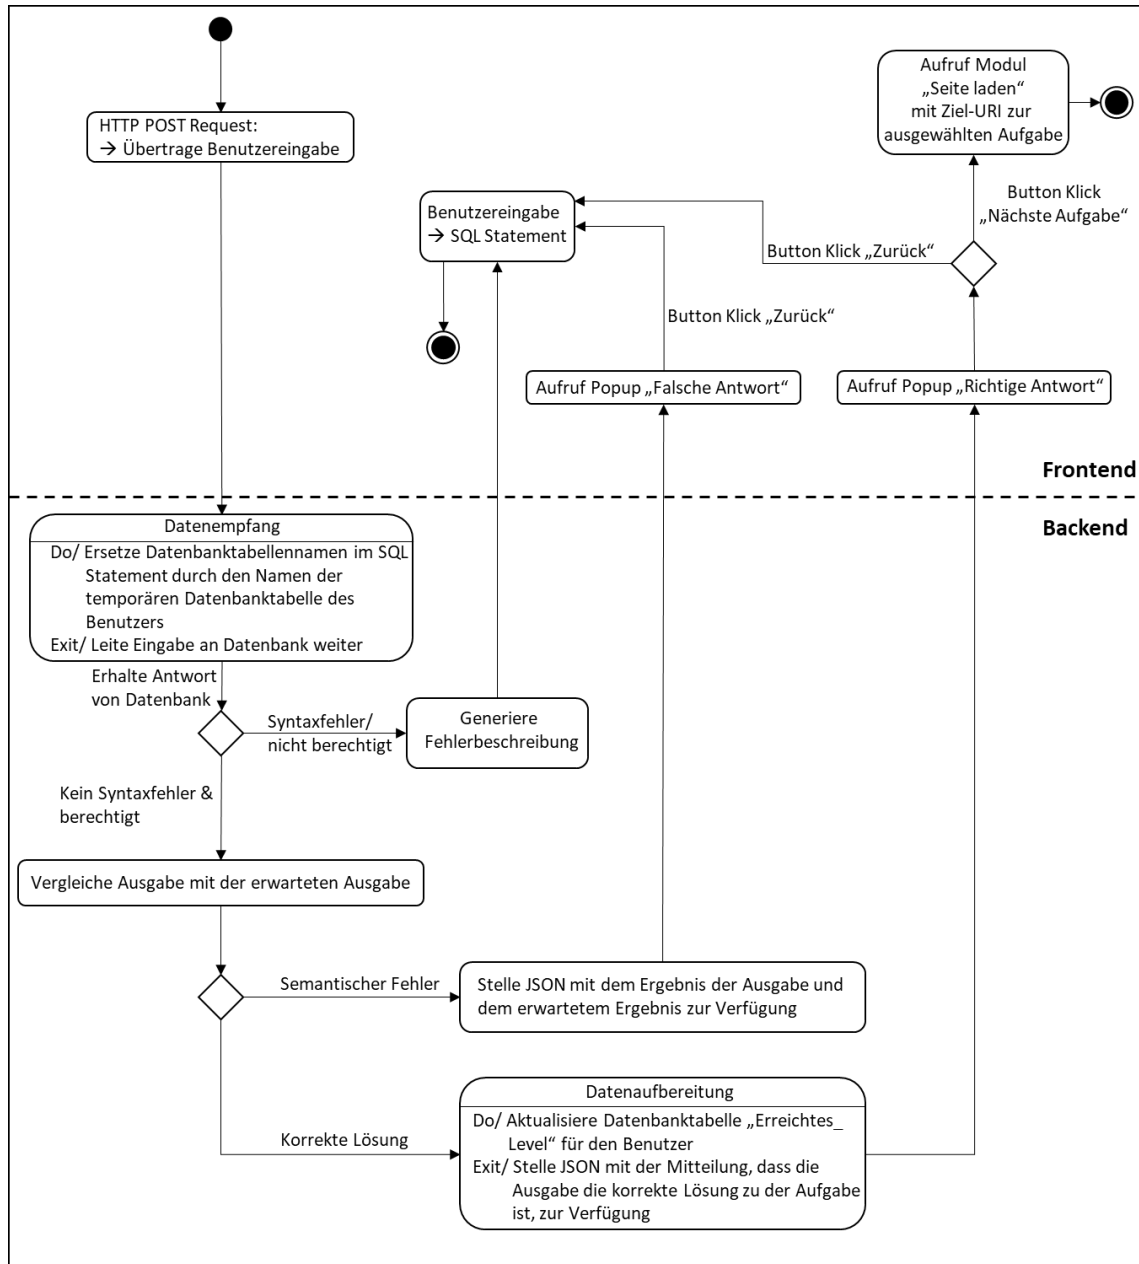 HTTP POST Request:
→ Übertrage Benutzereingabe
Aufruf Modul
„Seite laden“
mit Ziel-URI zur
ausgewählten Aufgabe
Button Klick
„Nächste Aufgabe“
Benutzereingabe
→ SQL Statement
Button Klick „Zurück“
Button Klick „Zurück“
Aufruf Popup „Falsche Antwort“
Aufruf Popup „Richtige Antwort“
Frontend
Backend
Datenempfang
Do/ Ersetze Datenbanktabellennamen im SQL
Statement durch den Namen der
temporären Datenbanktabelle des
Benutzers
Exit/ Leite Eingabe an Datenbank weiter
Erhalte Antwort
von Datenbank
Syntaxfehler/
nicht berechtigt
Generiere
Fehlerbeschreibung
Kein Syntaxfehler &
berechtigt
Vergleiche Ausgabe mit der erwarteten Ausgabe
Semantischer Fehler
Stelle JSON mit dem Ergebnis der Ausgabe und
dem erwartetem Ergebnis zur Verfügung
Korrekte Lösung
Datenaufbereitung
Do/ Aktualisiere Datenbanktabelle „Erreichtes_
Level“ für den Benutzer
Exit/ Stelle JSON mit der Mitteilung, dass die
Ausgabe die korrekte Lösung zu der Aufgabe
ist, zur Verfügung